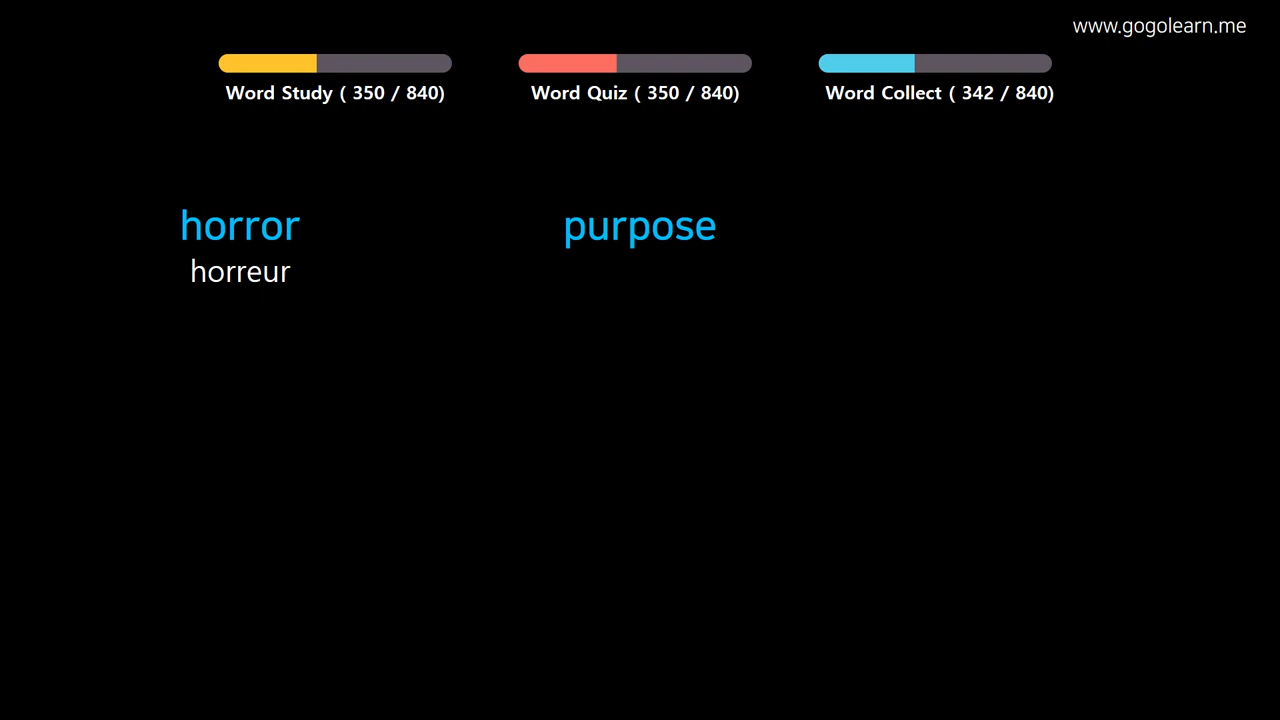 www.gogolearn.me
Word Study ( 350 / 840)
Word Quiz ( 350 / 840)
Word Collect ( 342 / 840)
horror
horreur
purpose